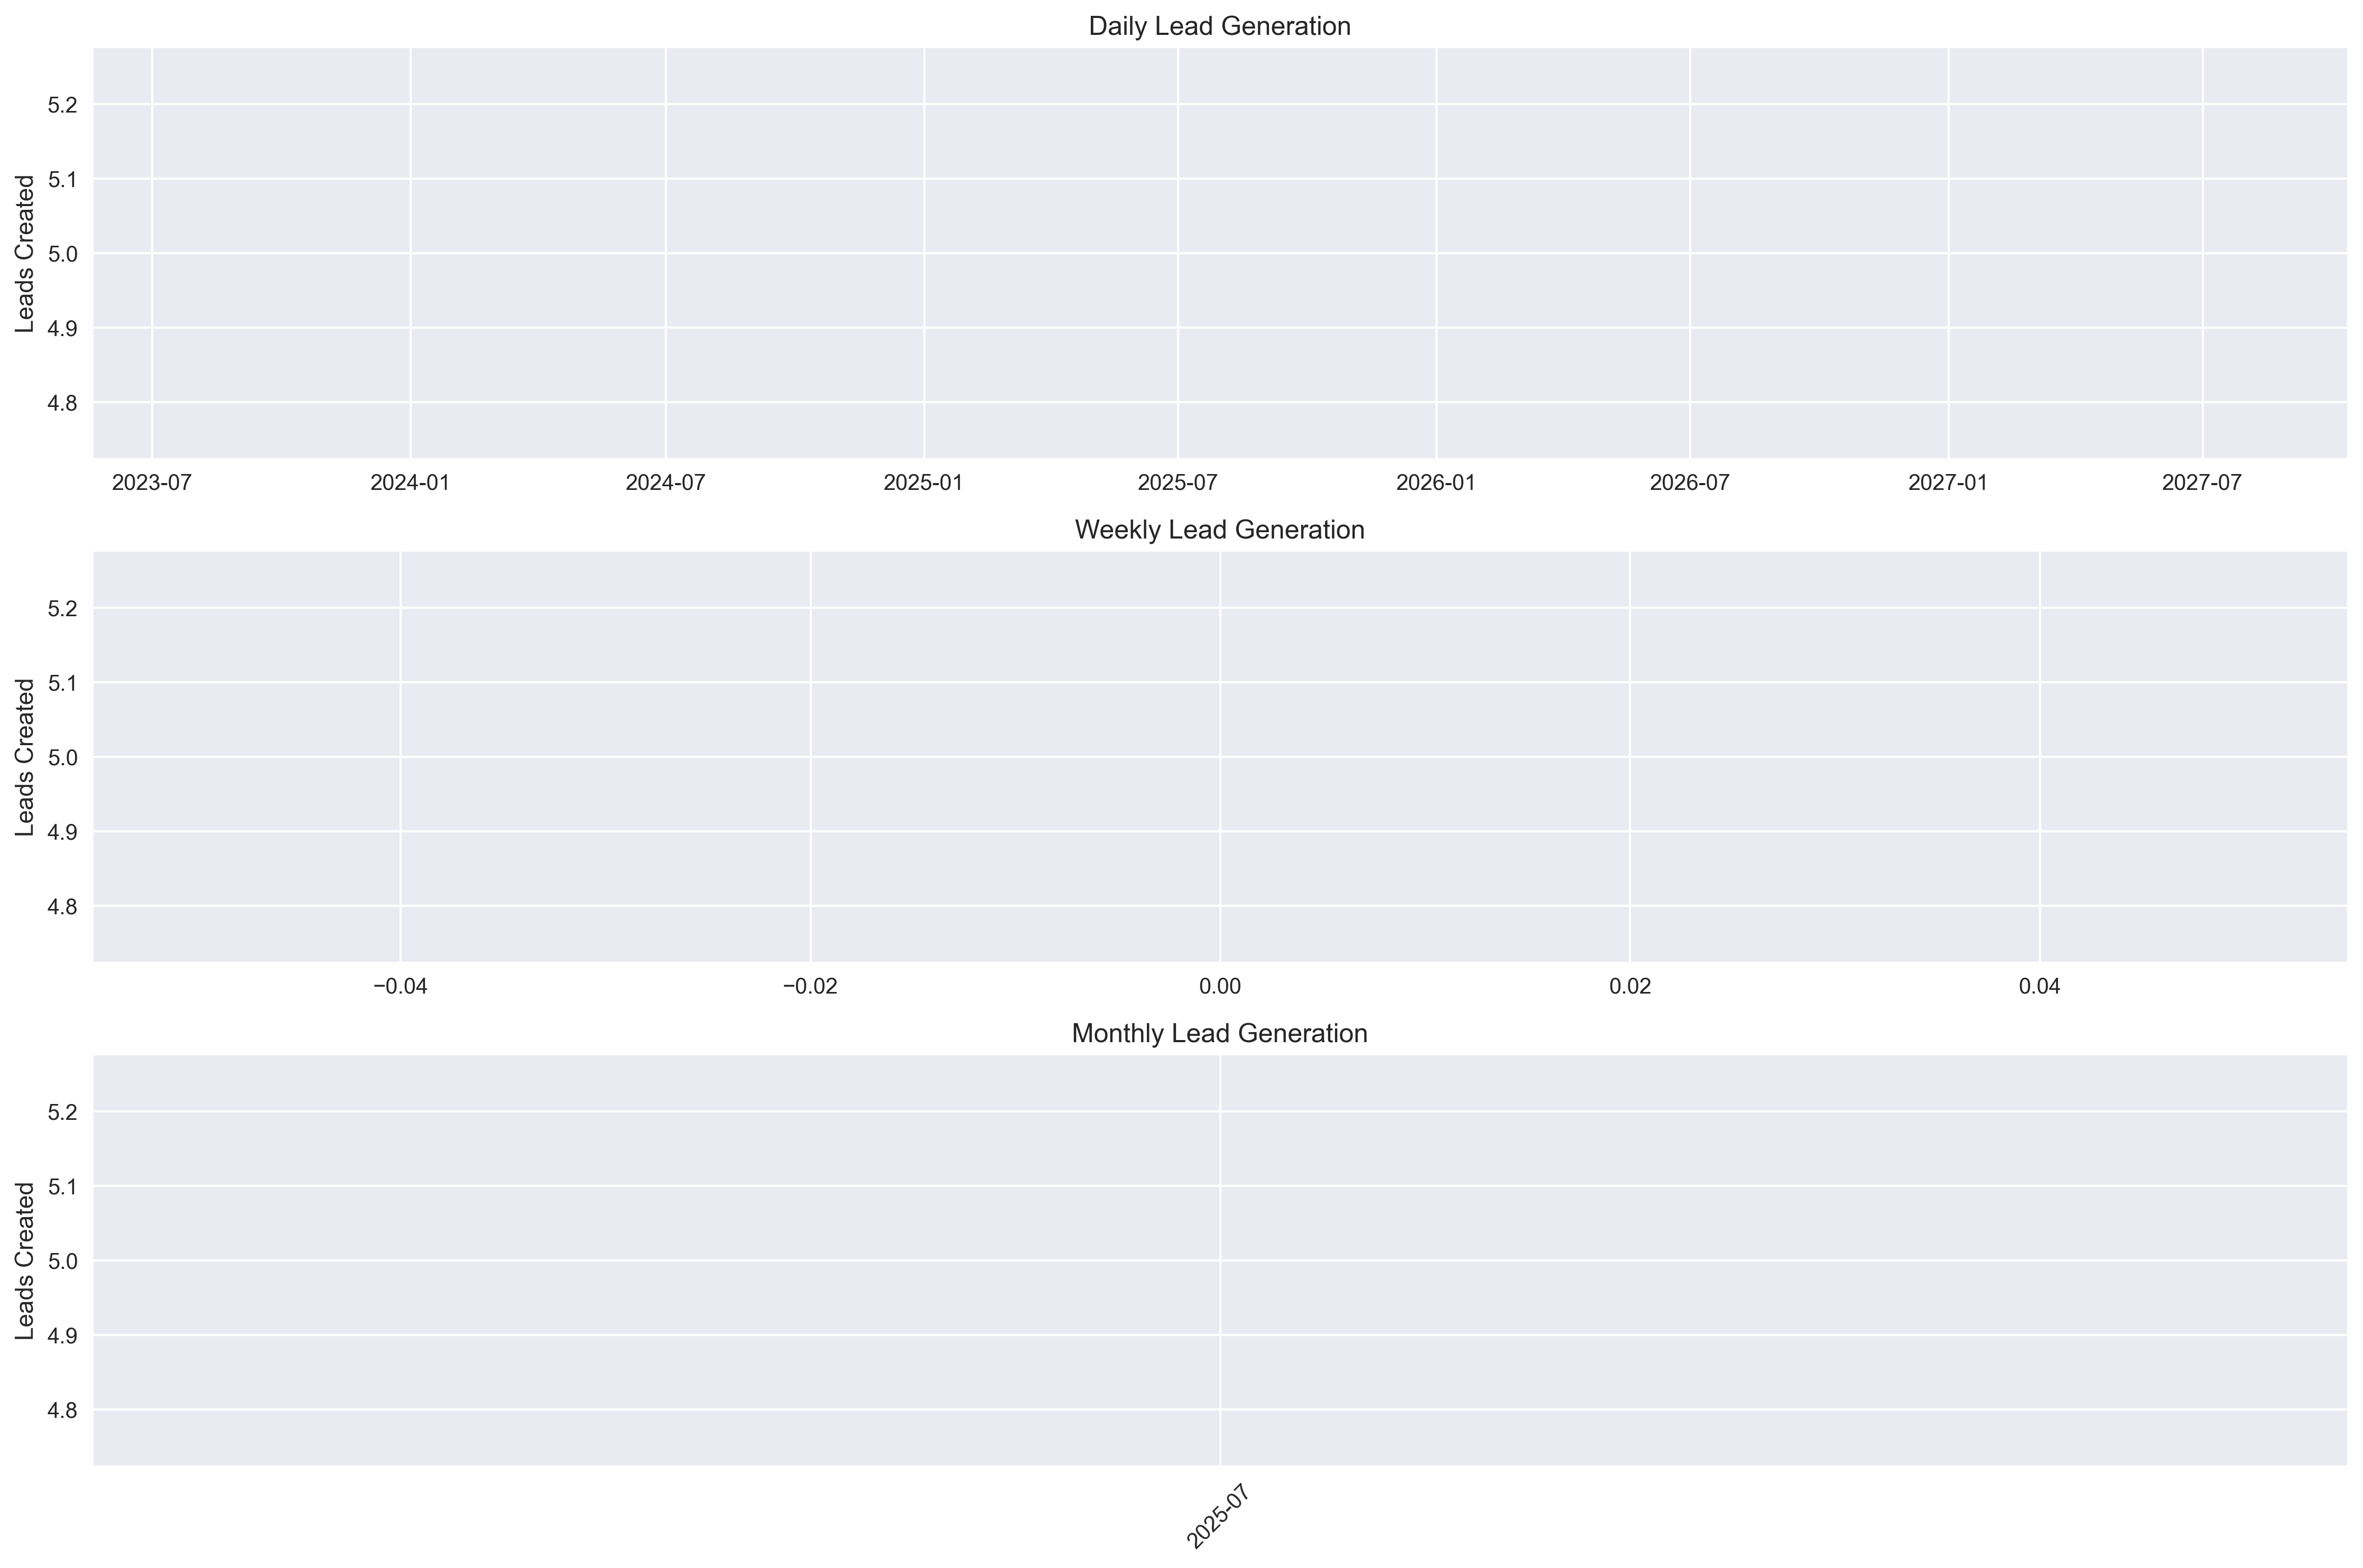 Daily Lead Generation
Leads Created
5.2
5.1
5.0
4.9
4.8
2023-07 2024-01 2024-07 2025-01 2025-07 2026-01 2026-07 2027-01 2027-07
Weekly Lead Generation
Leads Created
5.2
5.1
5.0
4.9
4.8
−0.04 −0.02 0.00 0.02 0.04
Monthly Lead Generation
Leads Created
5.2
5.1
5.0
4.9
4.8
2025-07